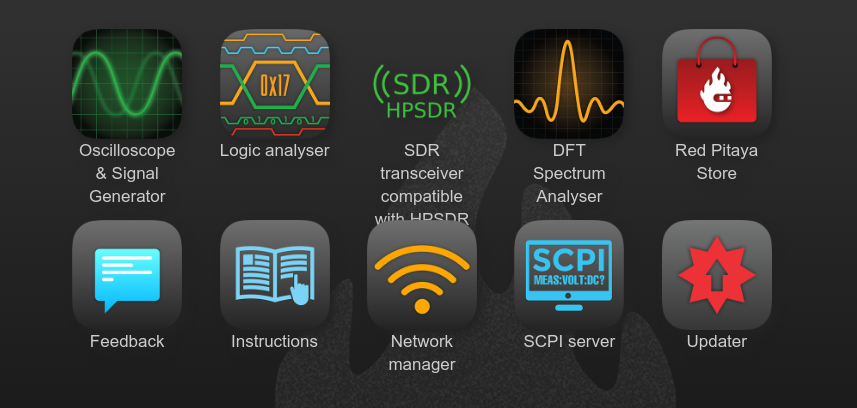 0x17
(SDR)
HPSDR
Oscilloscope
& Signal
Generator
Logic analyser
SDR
transceiver
compatible
with HPSDR
DFT
Spectrum
Analyser
Red Pitaya
Store
SCPI
MEAS:VOLT:DC?
Feedback
Instructions
Network
manager
SCPI server
Updater